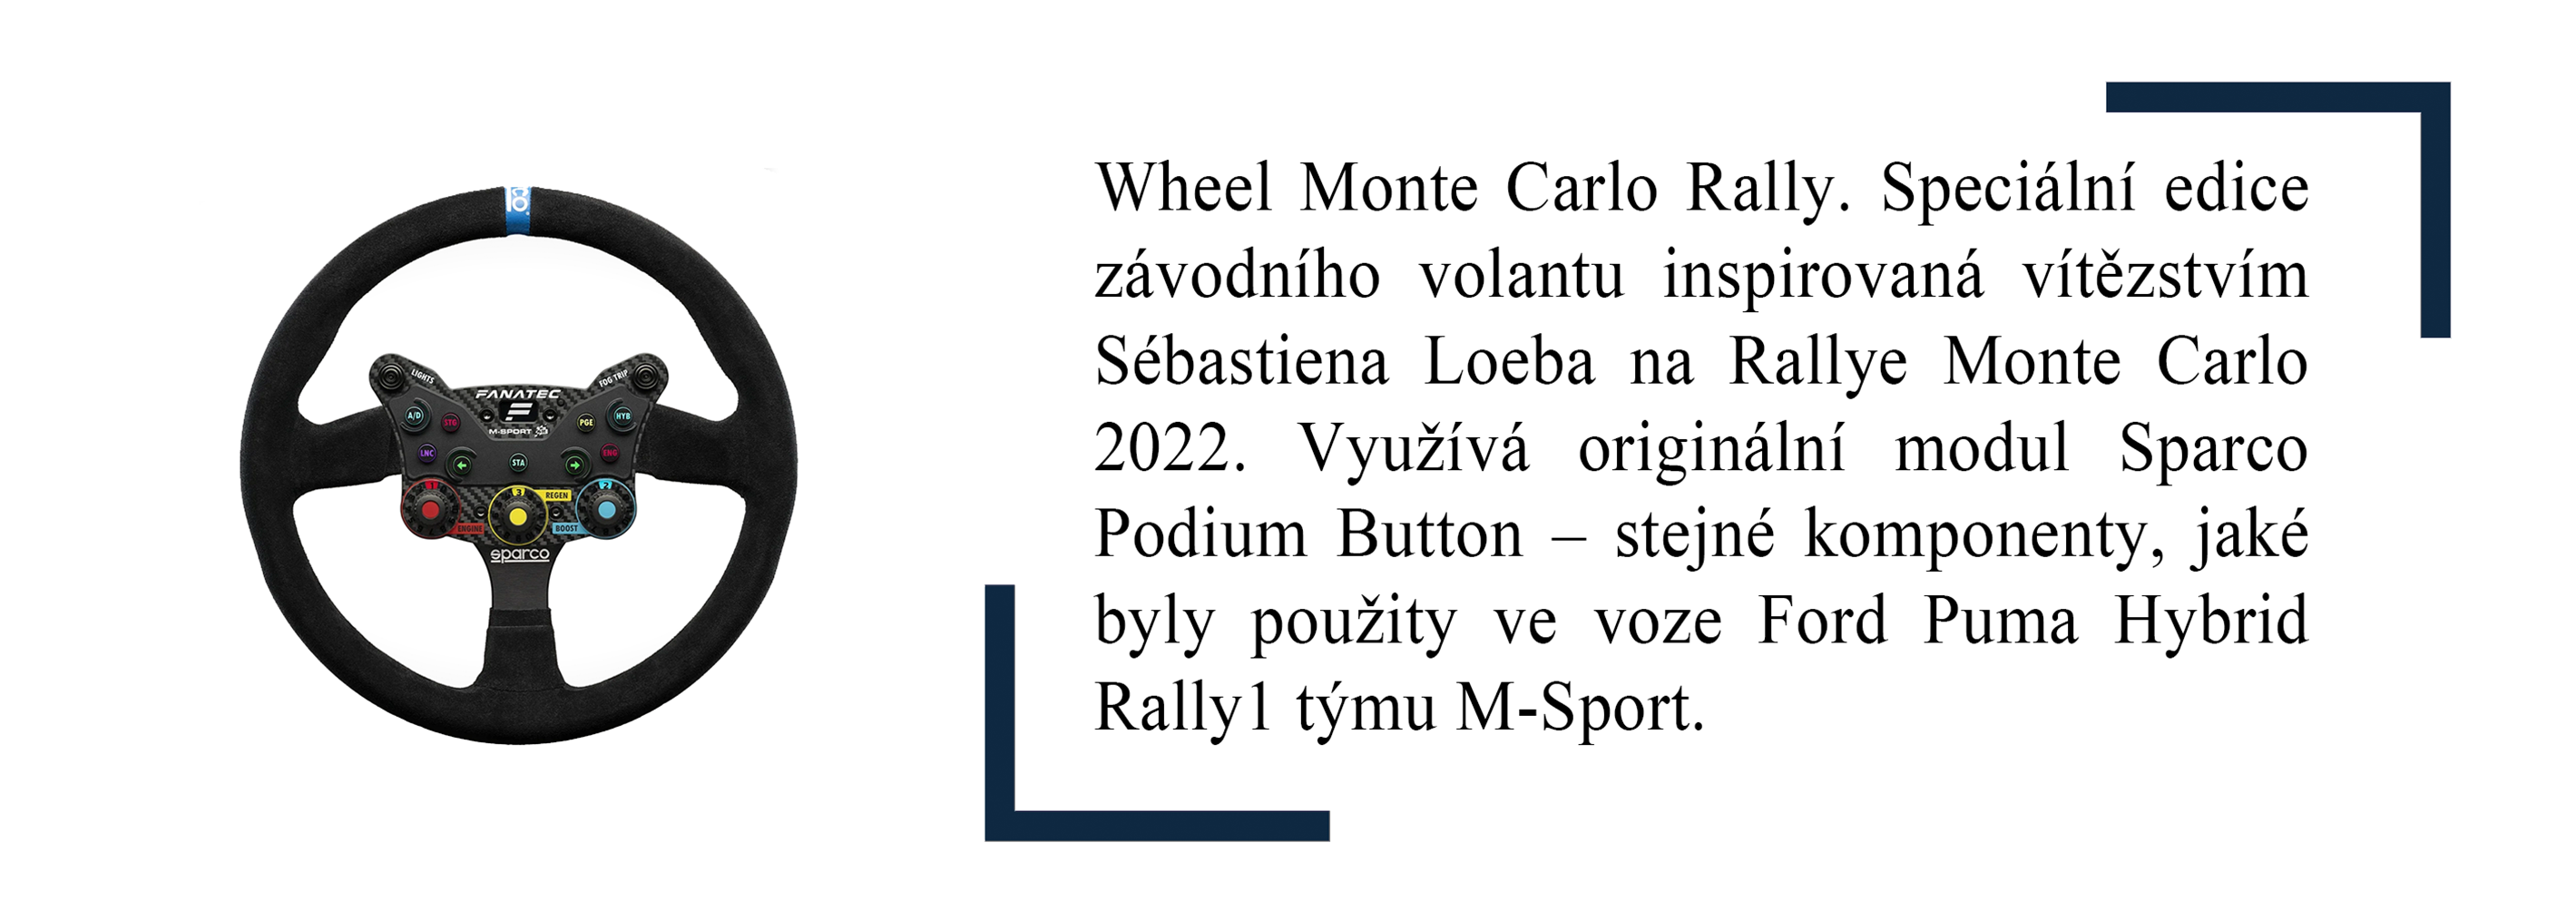 LIGHTS
FOG TRIP
FANATEC
A/D
STG
PGE
HYB
M-SPORT
LNC
STA
ENG
1
3
REGEN
2
ENGINE
BOOST
sparco
Wheel Monte Carlo Rally. Speciální edice
závodního volantu inspirovaná vítězstvím
Sébastiena Loeba na Rallye Monte Carlo
2022. Využívá originální modul Sparco
Podium Button – stejné komponenty, jaké
byly použity ve voze Ford Puma Hybrid
Rally1 týmu M-Sport.